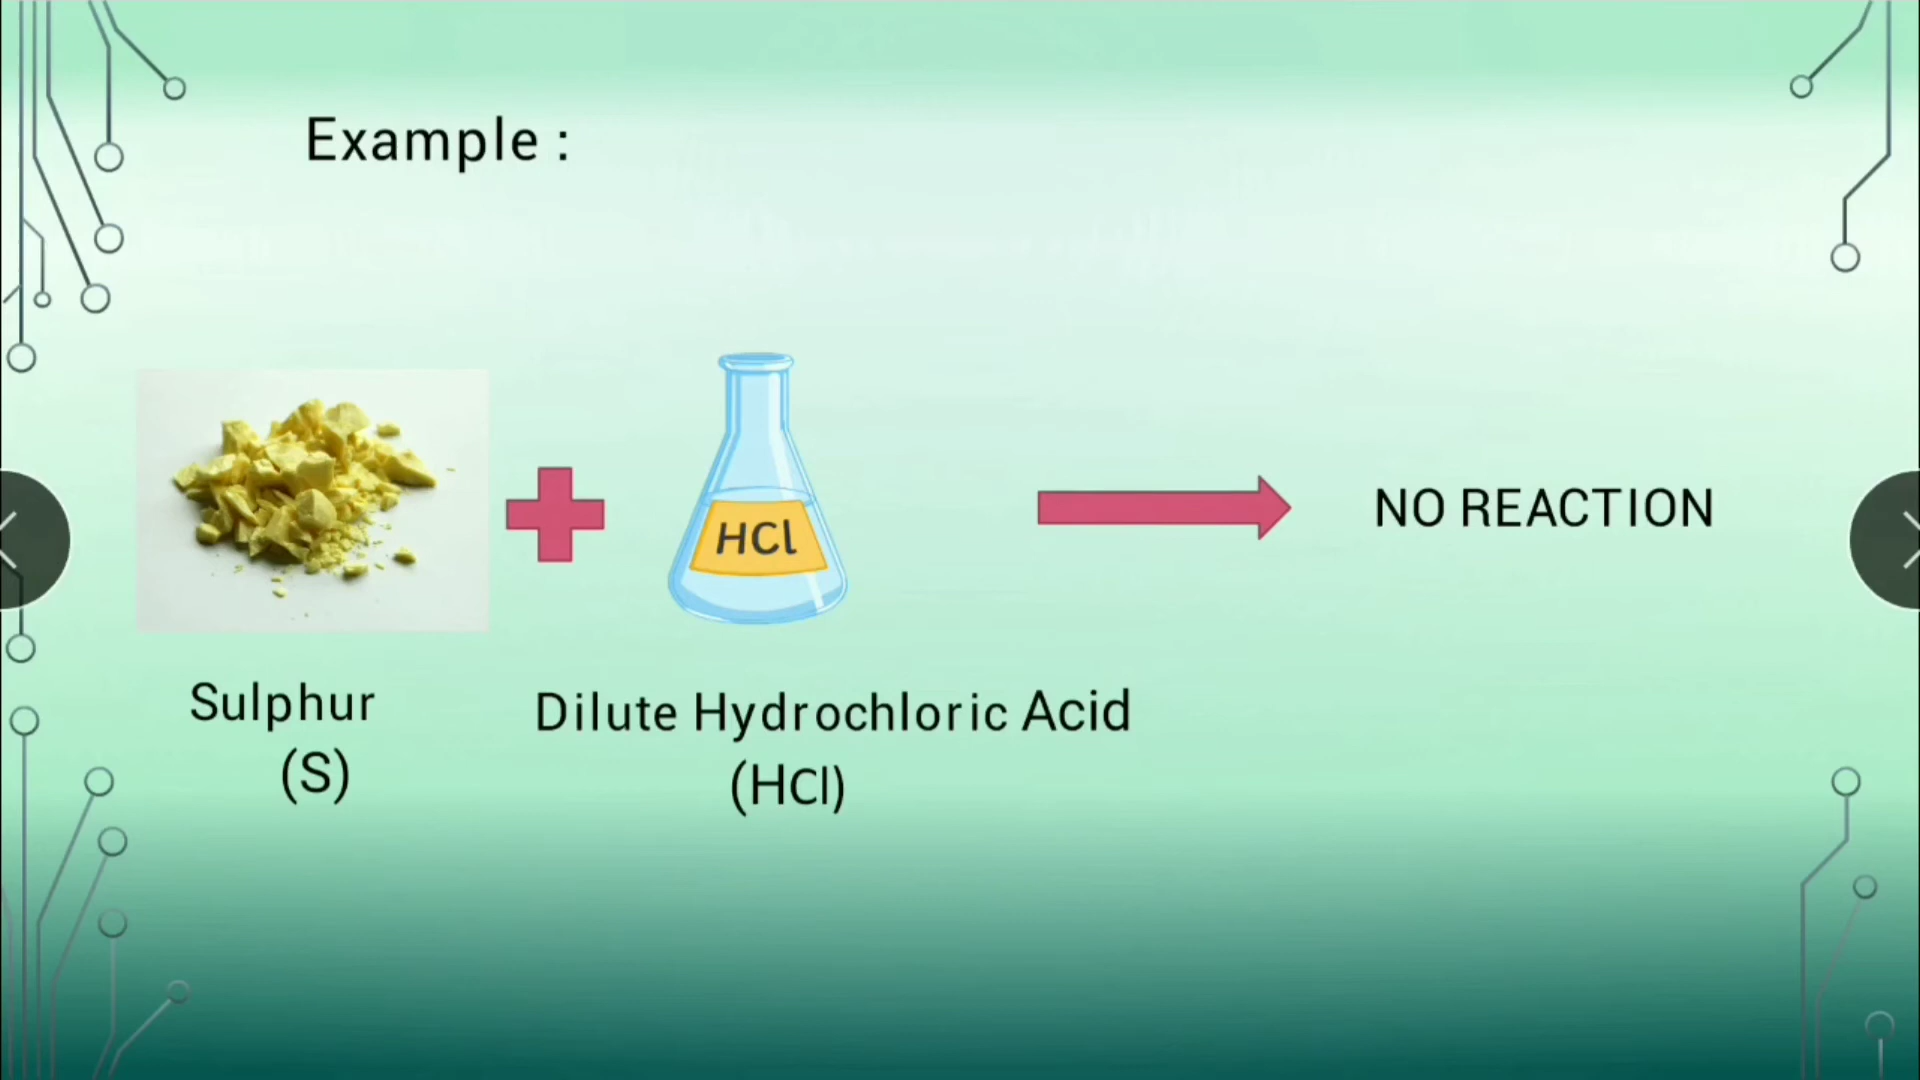 Example :
HCl
NO REACTION
Sulphur
(S)
Dilute Hydrochloric Acid
(HCl)